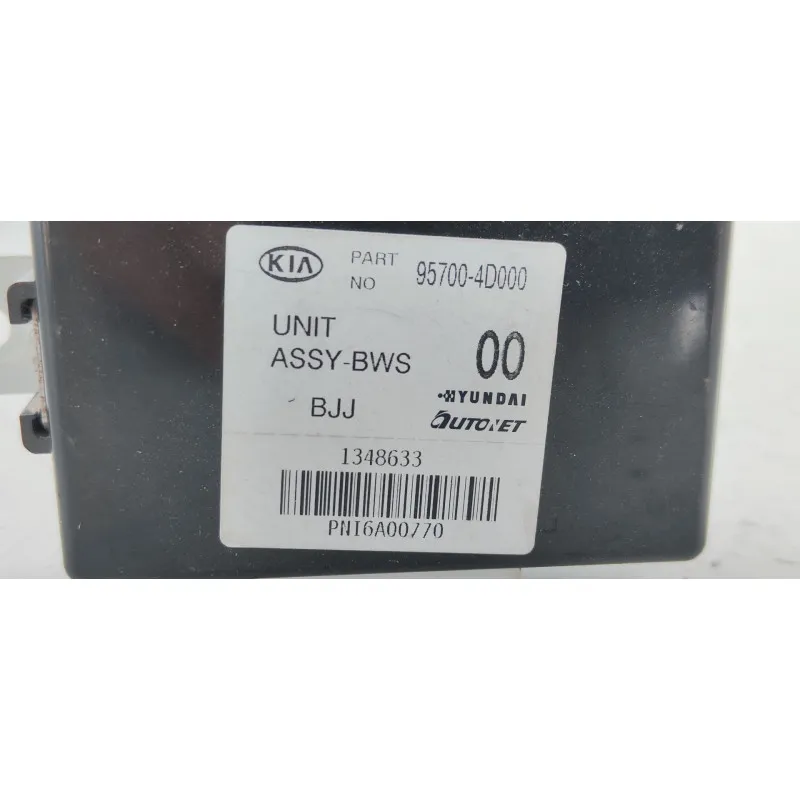 KIA PART NO 95700-4D000
UNIT
ASSY-BWS 00
BJJ HYUNDAI
AUTONET
1348633
PNI6A00770